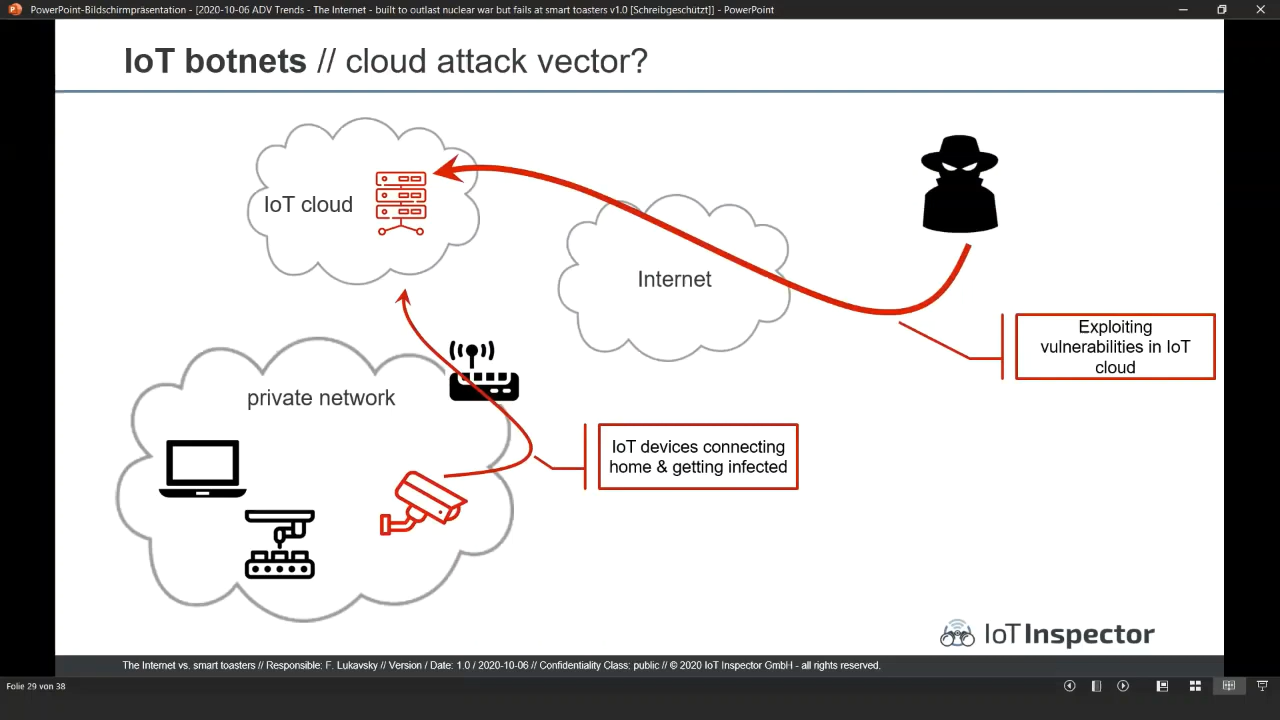 PowerPoint-Bildschirmpräsentation - [2020-10-06 ADV Trends - The Internet - built to outlast nuclear war but fails at smart toasters v1.0 [Schreibgeschützt]] - PowerPoint
IoT botnets // cloud attack vector?
IoT cloud
Internet
Exploiting
vulnerabilities in IoT
cloud
private network
IoT devices connecting
home & getting infected
IoT Inspector
The Internet vs. smart toasters // Responsible: F. Lukavsky // Version / Date: 1.0 / 2020-10-06 // Confidentiality Class: public // © 2020 IoT Inspector GmbH - all rights reserved.
Folie 29 von 38